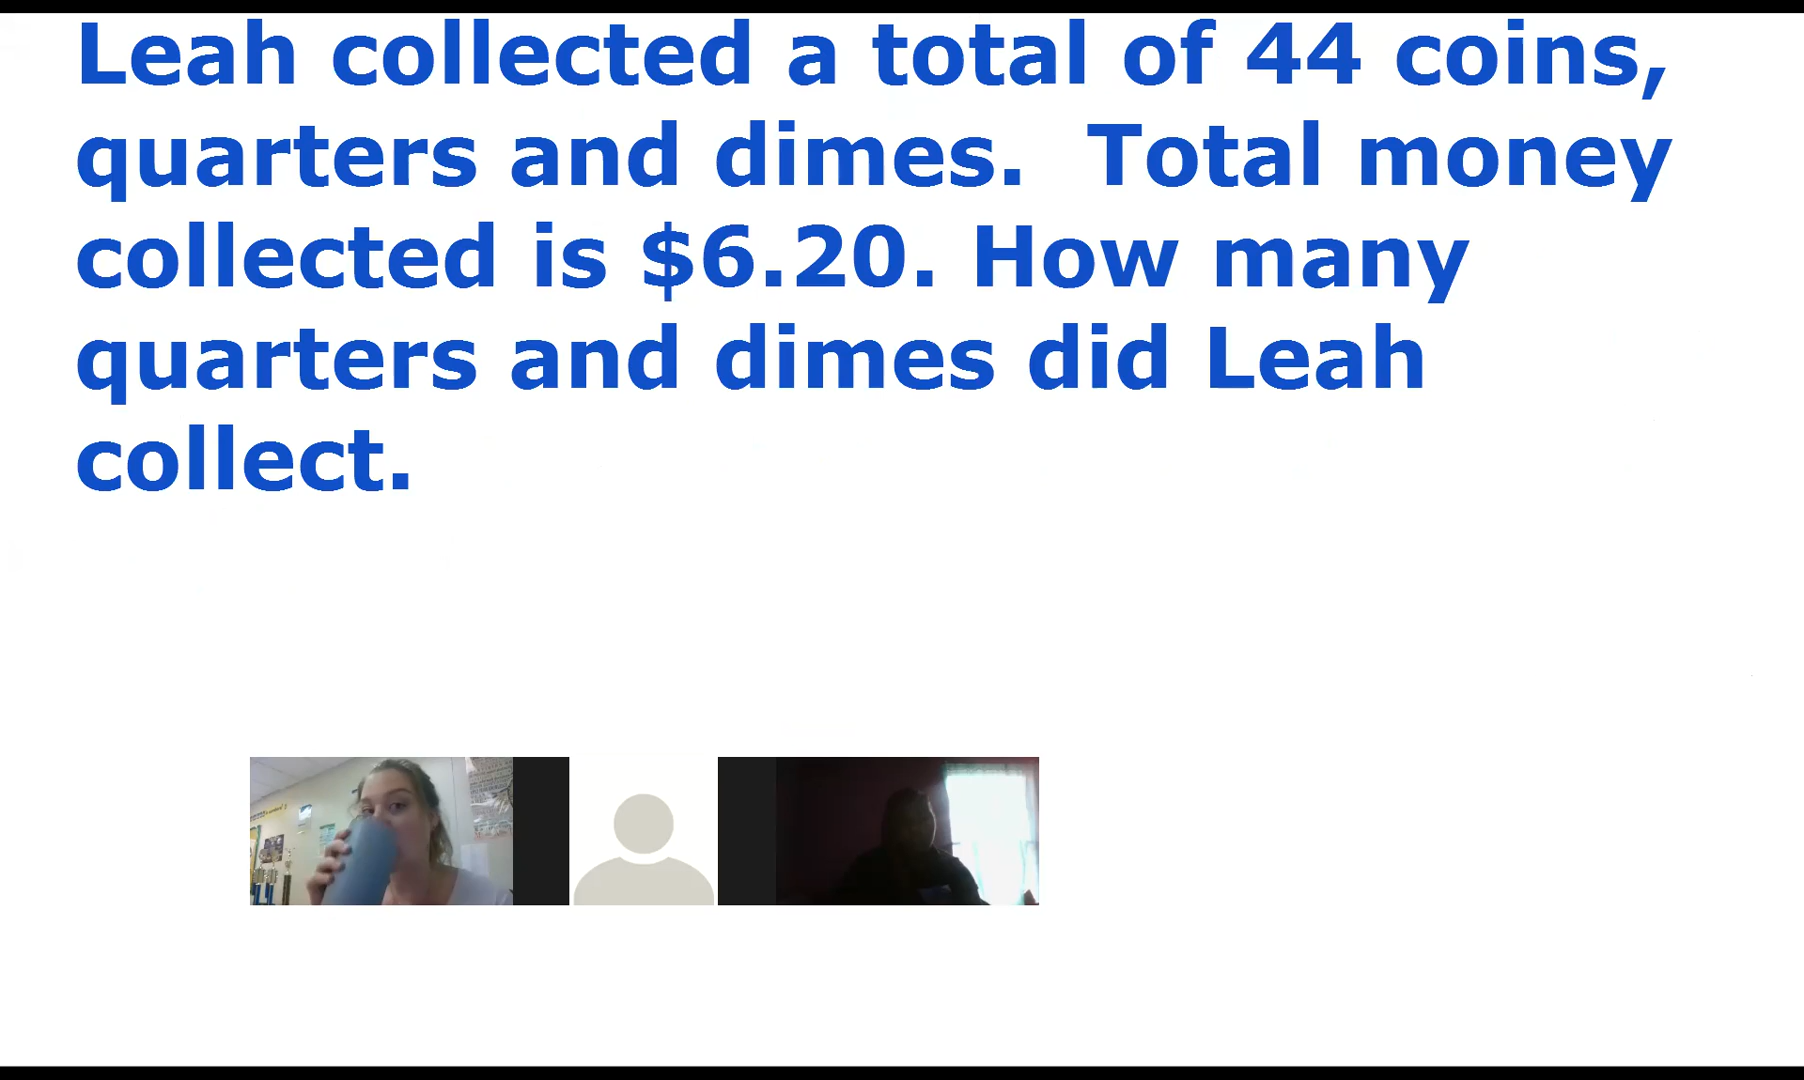 Leah collected a total of 44 coins,
quarters and dimes.  Total money
collected is $6.20. How many
quarters and dimes did Leah
collect.